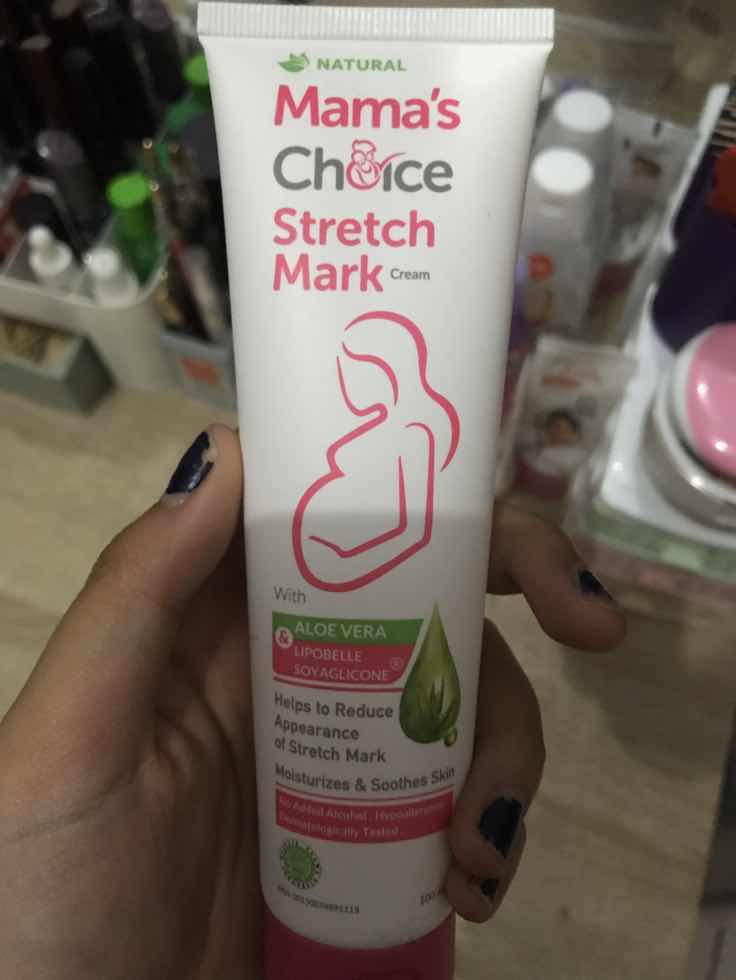 NATURAL
Mama's
Choice
Stretch
Mark Cream
With
ALOE VERA
&
LIPOBELLE
SOYAGLICONE®
Helps to Reduce
Appearance
of Stretch Mark
Moisturizes & Soothes Skin
No Added Alcohol . Hypoallergenic
Dermatologically Tested
100